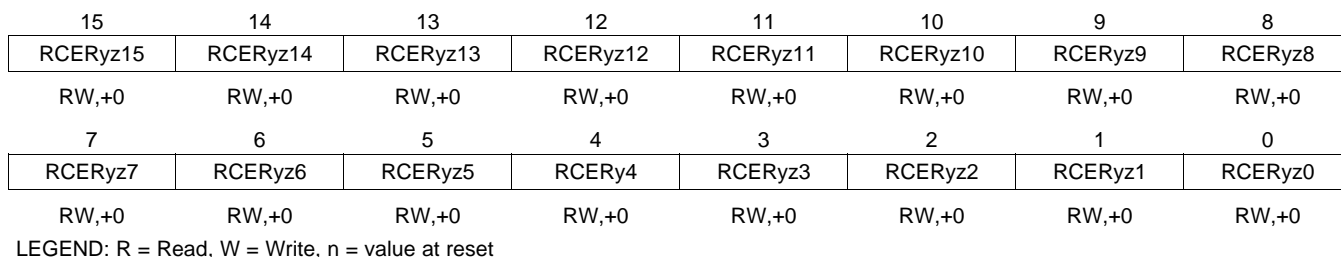 15 14 13 12 11 10 9 8
RCERyz15 RCERyz14 RCERyz13 RCERyz12 RCERyz11 RCERyz10 RCERyz9 RCERyz8
RW,+0 RW,+0 RW,+0 RW,+0 RW,+0 RW,+0 RW,+0 RW,+0
7 6 5 4 3 2 1 0
RCERyz7 RCERyz6 RCERyz5 RCERy4 RCERyz3 RCERyz2 RCERyz1 RCERyz0
RW,+0 RW,+0 RW,+0 RW,+0 RW,+0 RW,+0 RW,+0 RW,+0
LEGEND: R = Read, W = Write, n = value at reset